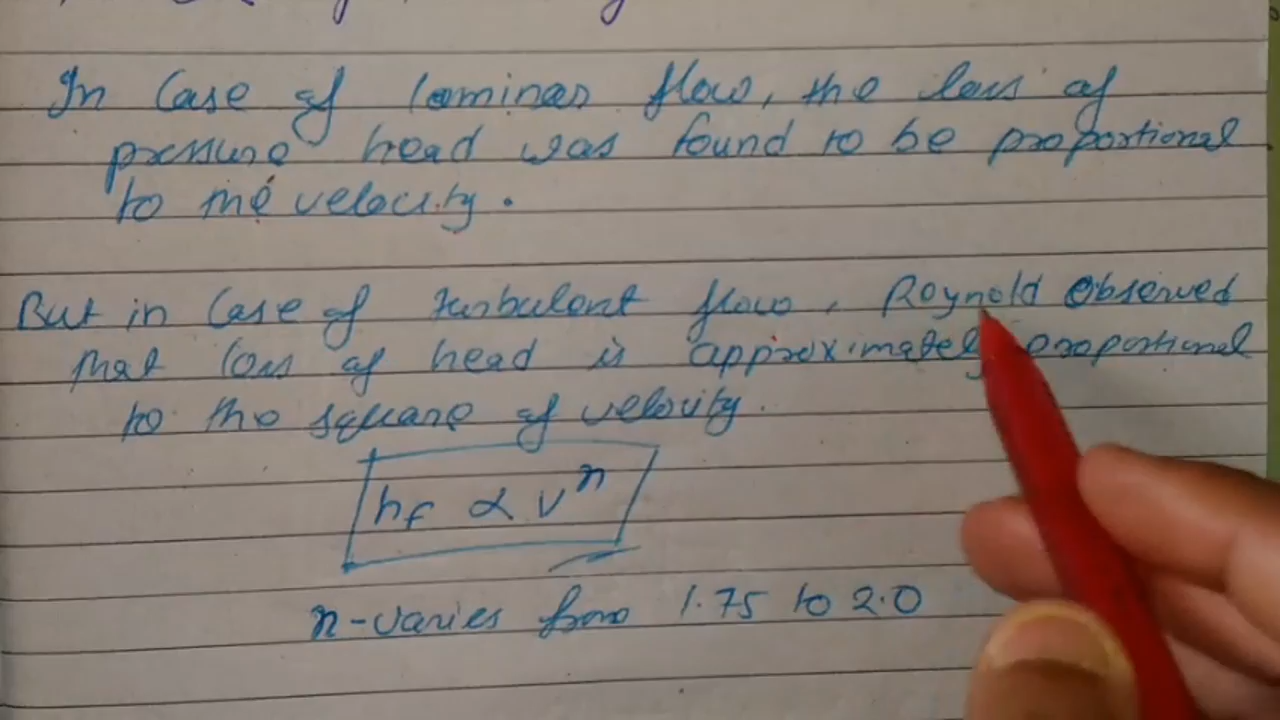 In Case of laminar flow, the loss of
pressure head was found to be proportional
to the velocity.
But in Case of turbulent flow, Reynold Observed
that loss of head is approximately proportional
to the square of velocity.
hf ∝ v^n
n-varies from 1.75 to 2.0